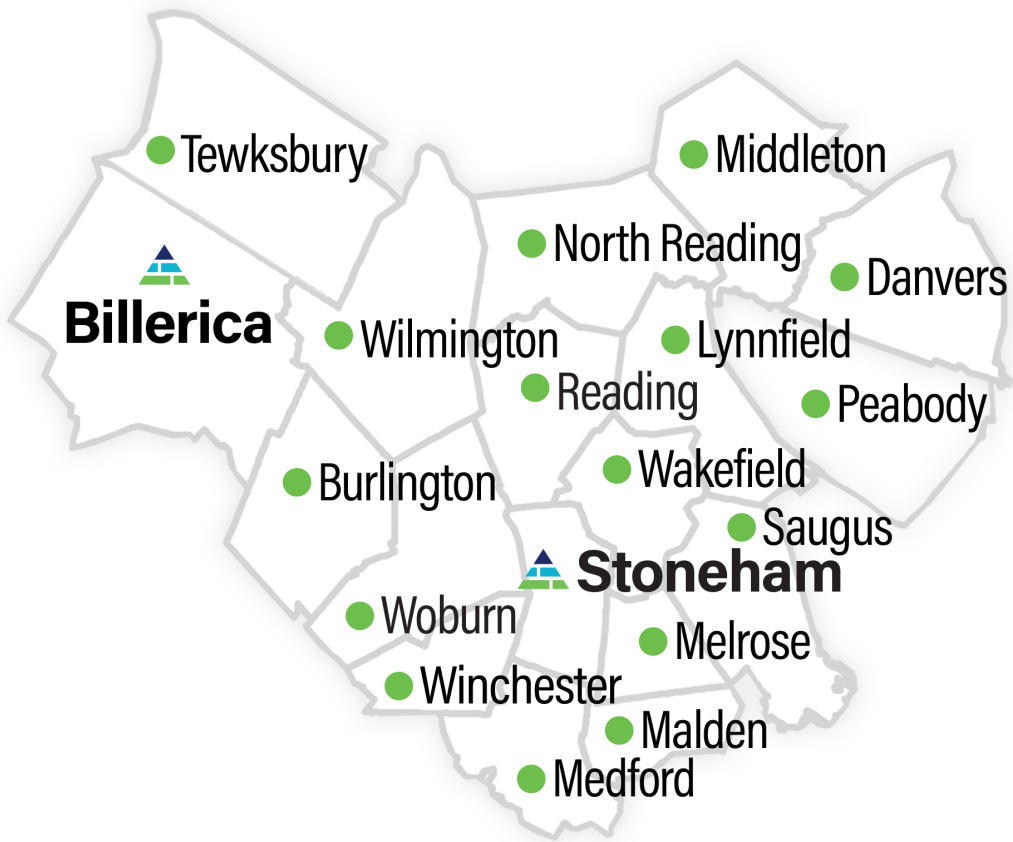 Tewksbury
Middleton
North Reading
Danvers
Billerica
Wilmington
Lynnfield
Reading
Peabody
Wakefield
Burlington
Saugus
Stoneham
Woburn
Melrose
Winchester
Malden
Medford